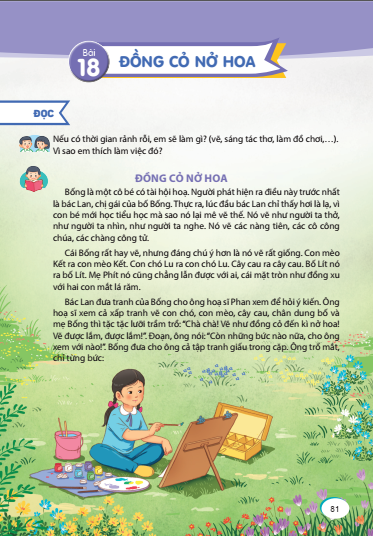 Bài
18
ĐỒNG CỎ NỞ HOA
ĐỌC
Nếu có thời gian rảnh rỗi, em sẽ làm gì? (vẽ, sáng tác thơ, làm đồ chơi,...).
Vì sao em thích làm việc đó?
ĐỒNG CỎ NỞ HOA
Bống là một cô bé có tài hội hoạ. Người phát hiện ra điều này trước nhất
là bác Lan, chị gái của bố Bống. Thực ra, lúc đầu bác Lan chỉ thấy hơi là lạ, vì
con bé mới học tiểu học mà sao nó lại mê vẽ thế. Nó vẽ như người ta thở,
như người ta nhìn, như người ta nghe. Nó vẽ các nàng tiên, các cô công
chúa, các chàng công tử.
Cái Bống rất hay vẽ, nhưng đáng chú ý hơn là nó vẽ rất giống. Con mèo
Kết ra con mèo Kết. Con chó Lu ra con chó Lu. Cây cau ra cây cau. Bố Lít nó
ra bố Lít. Mẹ Phít nó cũng chẳng lẫn được với ai, cái mặt tròn như đồng xu
với hai con mắt lá răm.
Bác Lan đưa tranh của Bống cho ông hoạ sĩ Phan xem để hỏi ý kiến. Ông
hoạ sĩ xem cả xấp tranh vẽ con chó, con mèo, cây cau, chân dung bố và
mẹ Bống thì tặc tặc lưỡi trầm trồ: “Chà chà! Vẽ như đồng cỏ đến kì nở hoa!
Vẽ được lắm, được lắm!”. Đoạn, ông nói: “Còn những bức nào nữa, cho ông
xem với nào!”. Bống đưa cho ông cả tập tranh giấu trong cặp. Ông trố mắt,
chỉ từng bức:
81